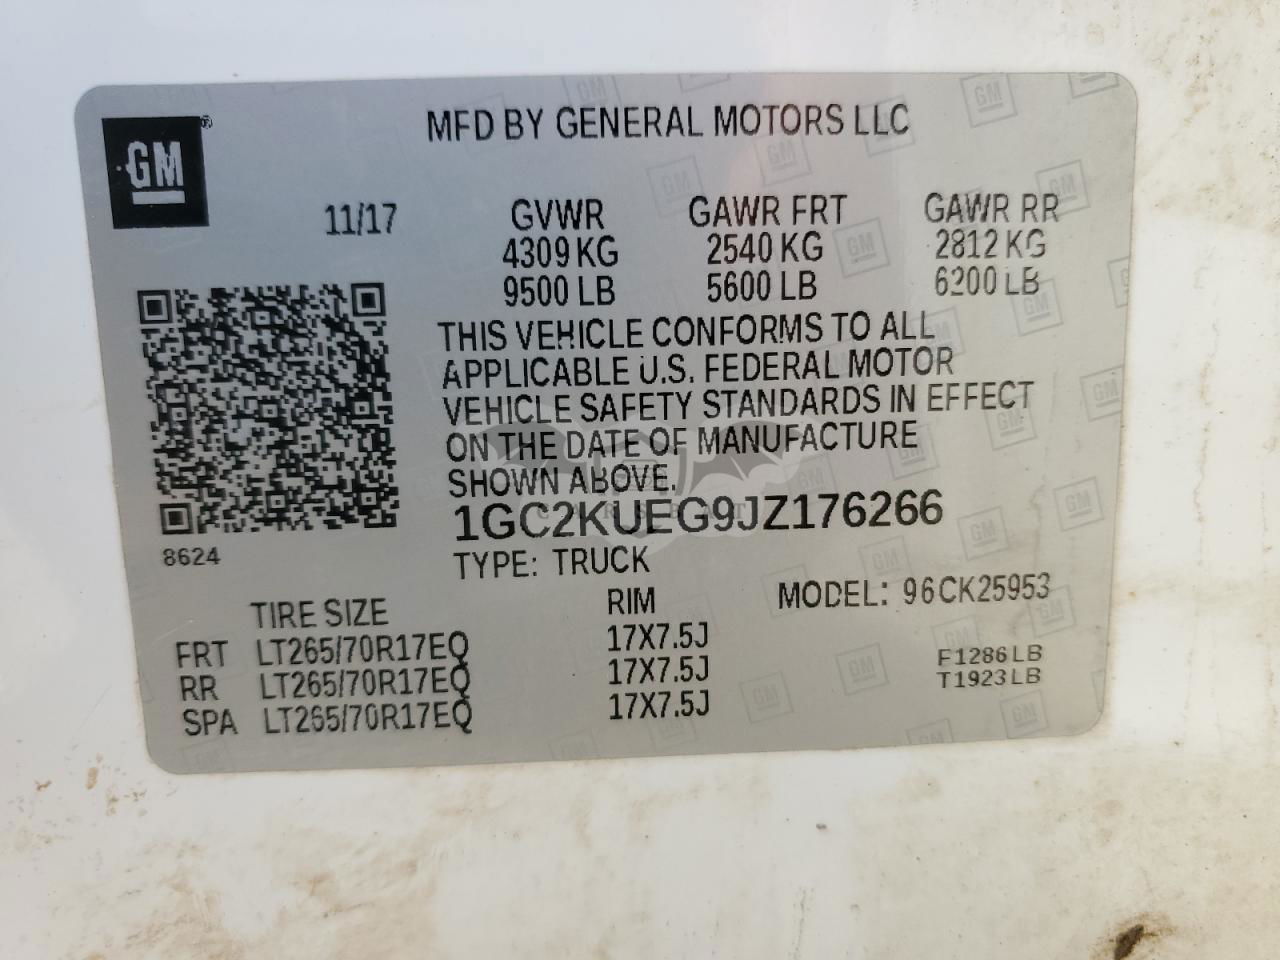 MFD BY GENERAL MOTORS LLC
GM®
11/17
GVWR GAWR FRT GAWR RR
4309 KG 2540 KG 2812 KG
9500 LB 5600 LB 6200 LB
THIS VEHICLE CONFORMS TO ALL
APPLICABLE U.S. FEDERAL MOTOR
VEHICLE SAFETY STANDARDS IN EFFECT
ON THE DATE OF MANUFACTURE
SHOWN ABOVE.
1GC2KUEG9JZ176266
CARSBAT
8624
TYPE: TRUCK
TIRE SIZE RIM MODEL: 96CK25953
FRT LT265/70R17EQ 17X7.5J
RR LT265/70R17EQ 17X7.5J
SPA LT265/70R17EQ 17X7.5J
F1286LB
T1923LB